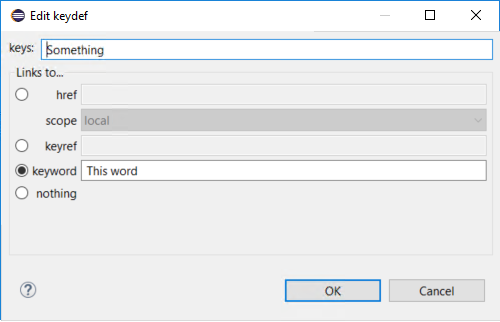 Edit keydef
keys: Something
Links to...
href
scope local
keyref
keyword This word
nothing
?
OK Cancel